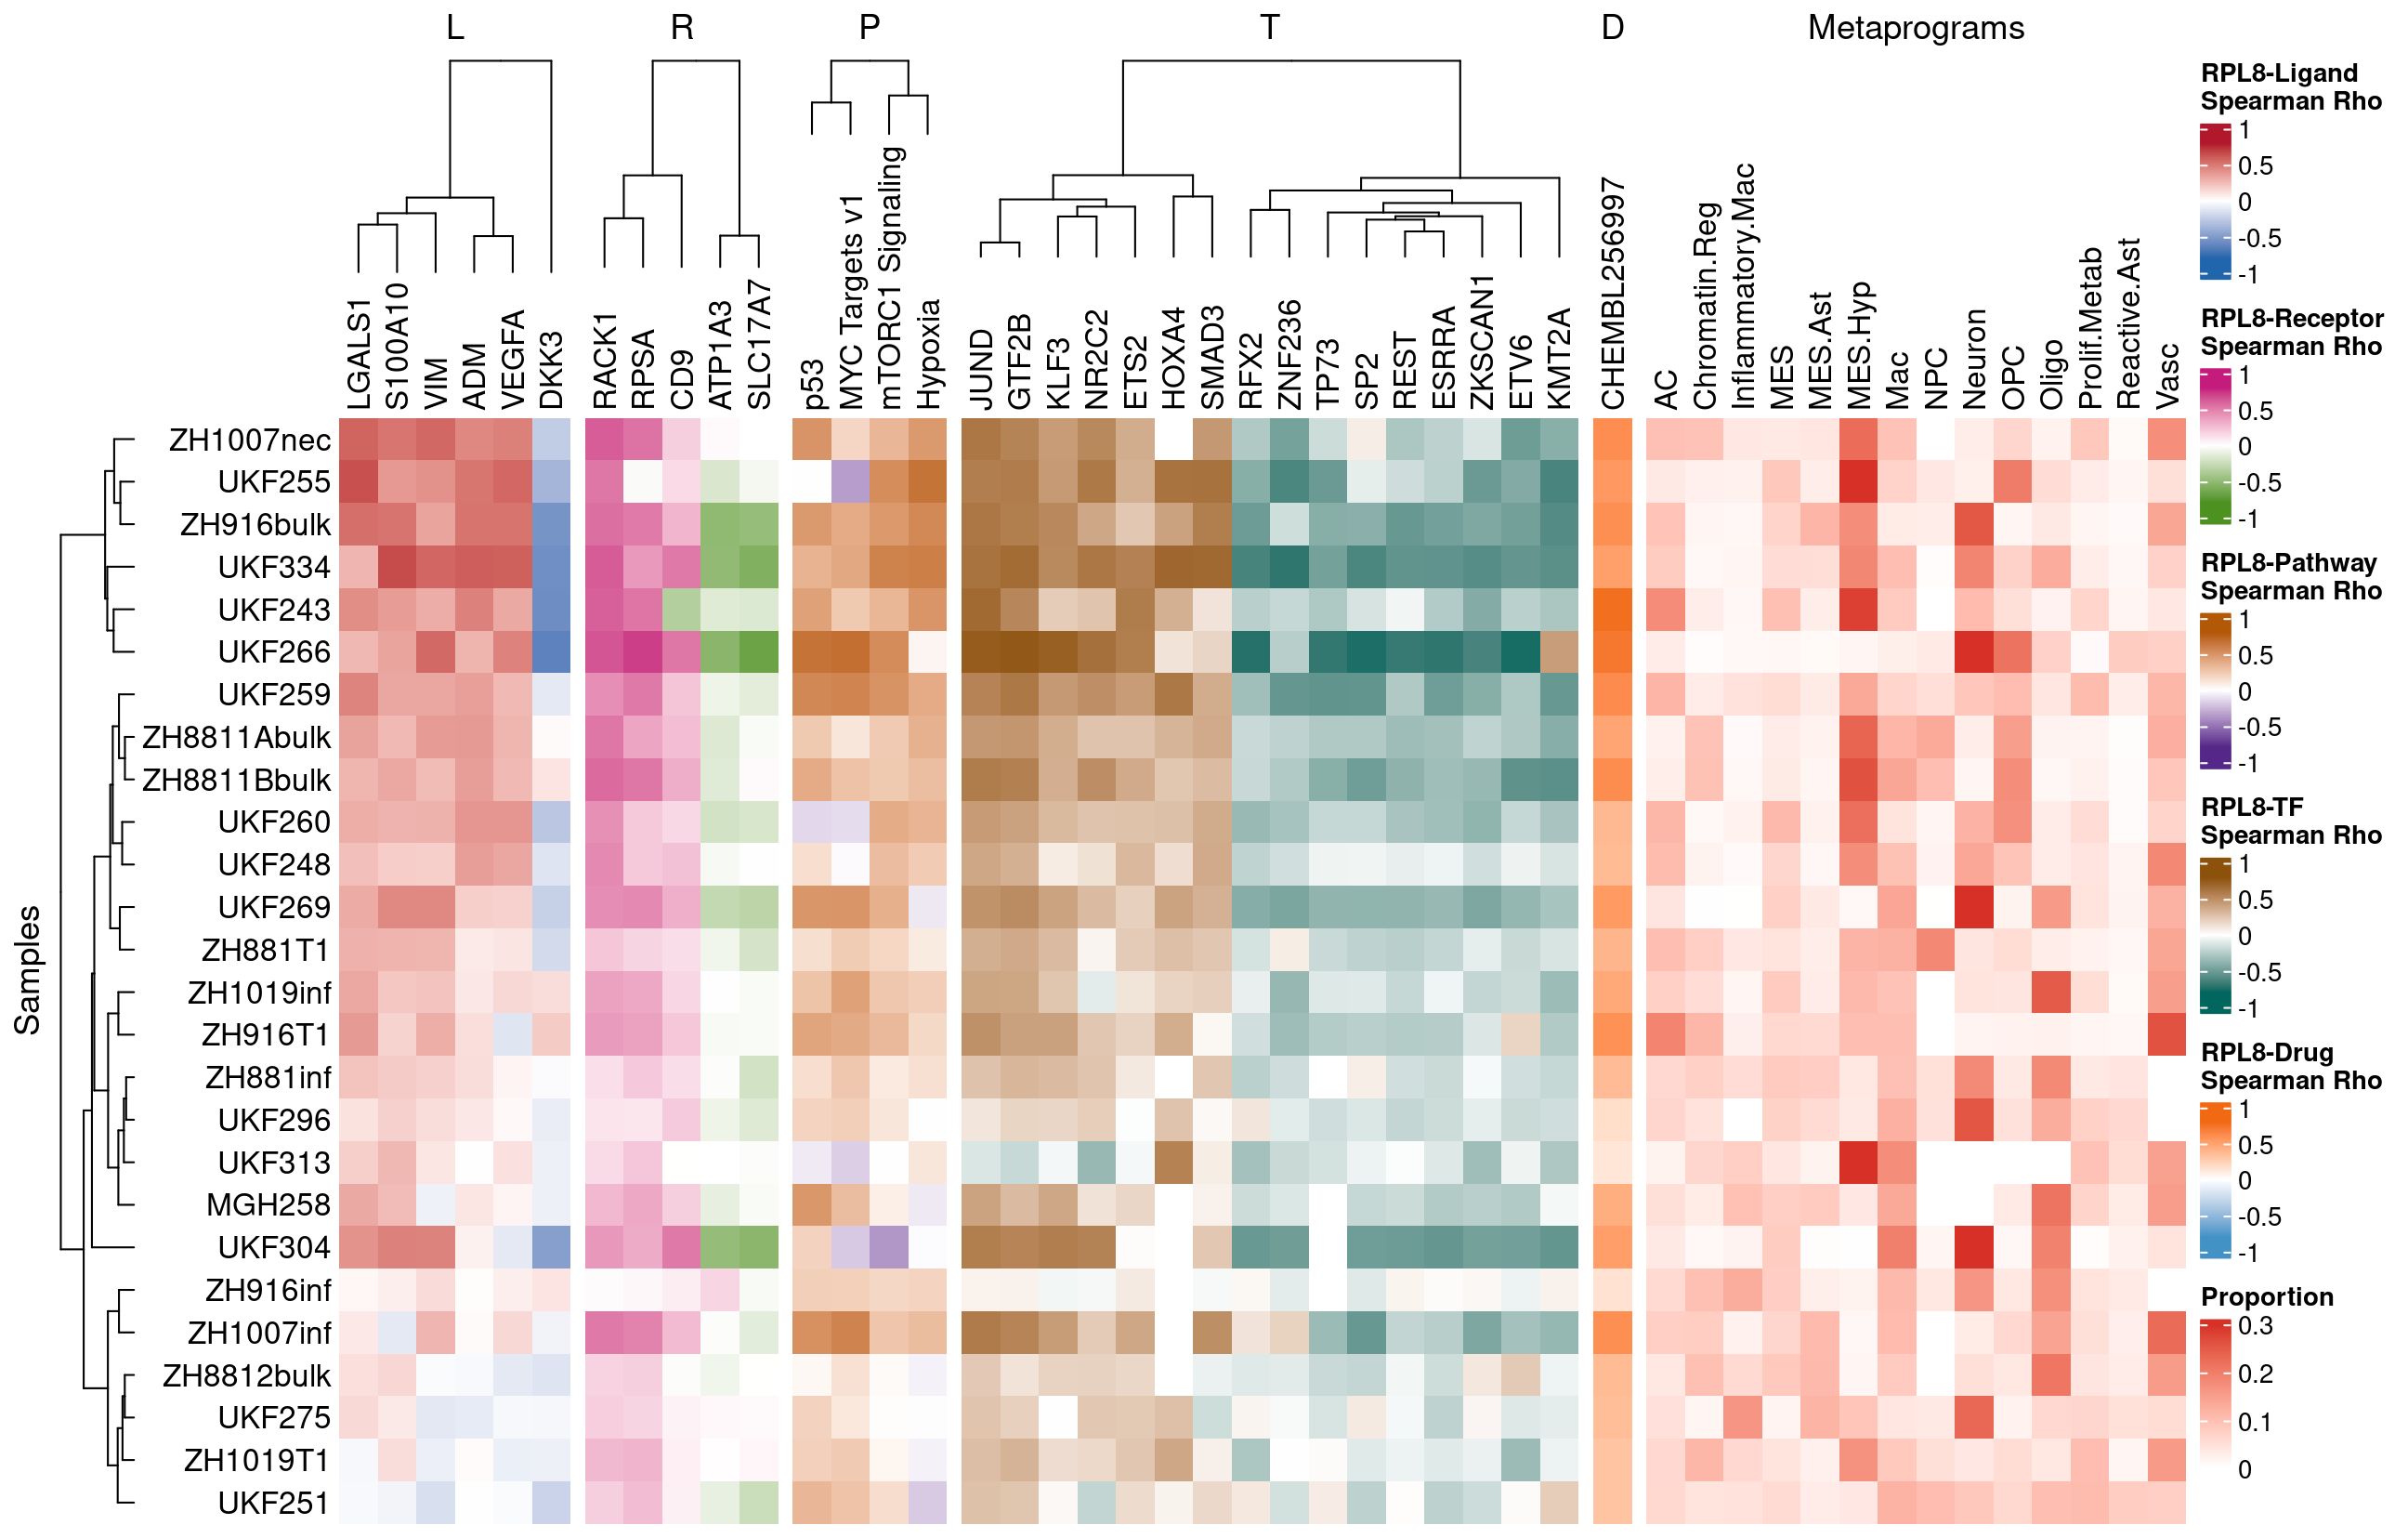 L R P T D Metaprograms
LGALS1
S100A10
VIM
ADM
VEGFA
DKK3
RACK1
RPSA
CD9
ATP1A3
SLC17A7
p53
MYC Targets v1
mTORC1 Signaling
Hypoxia
JUND
GTF2B
KLF3
NR2C2
ETS2
HOXA4
SMAD3
RFX2
ZNF236
TP73
SP2
REST
ESRRA
ZKSCAN1
ETV6
KMT2A
CHEMBL256997
AC
Chromatin.Reg
Inflammatory.Mac
MES
MES.Ast
MES.Hyp
Mac
NPC
Neuron
OPC
Oligo
Prolif.Metab
Reactive.Ast
Vasc
Samples
ZH1007nec
UKF255
ZH916bulk
UKF334
UKF243
UKF266
UKF259
ZH8811Abulk
ZH8811Bbulk
UKF260
UKF248
UKF269
ZH881T1
ZH1019inf
ZH916T1
ZH881inf
UKF296
UKF313
MGH258
UKF304
ZH916inf
ZH1007inf
ZH8812bulk
UKF275
ZH1019T1
UKF251
RPL8-Ligand
Spearman Rho
1
0.5
0
-0.5
-1
RPL8-Receptor
Spearman Rho
1
0.5
0
-0.5
-1
RPL8-Pathway
Spearman Rho
1
0.5
0
-0.5
-1
RPL8-TF
Spearman Rho
1
0.5
0
-0.5
-1
RPL8-Drug
Spearman Rho
1
0.5
0
-0.5
-1
Proportion
0.3
0.2
0.1
0